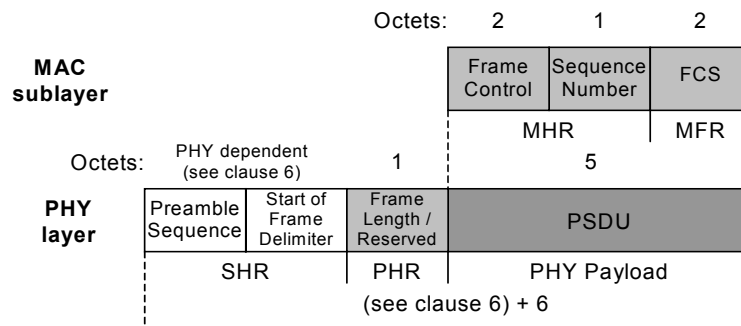 Octets: 2 1 2
MAC sublayer
Frame Control
Sequence Number
FCS
MHR MFR
Octets: PHY dependent (see clause 6) 1 5
PHY layer
Preamble Sequence
Start of Frame Delimiter
Frame Length / Reserved
PSDU
SHR PHR PHY Payload
(see clause 6) + 6